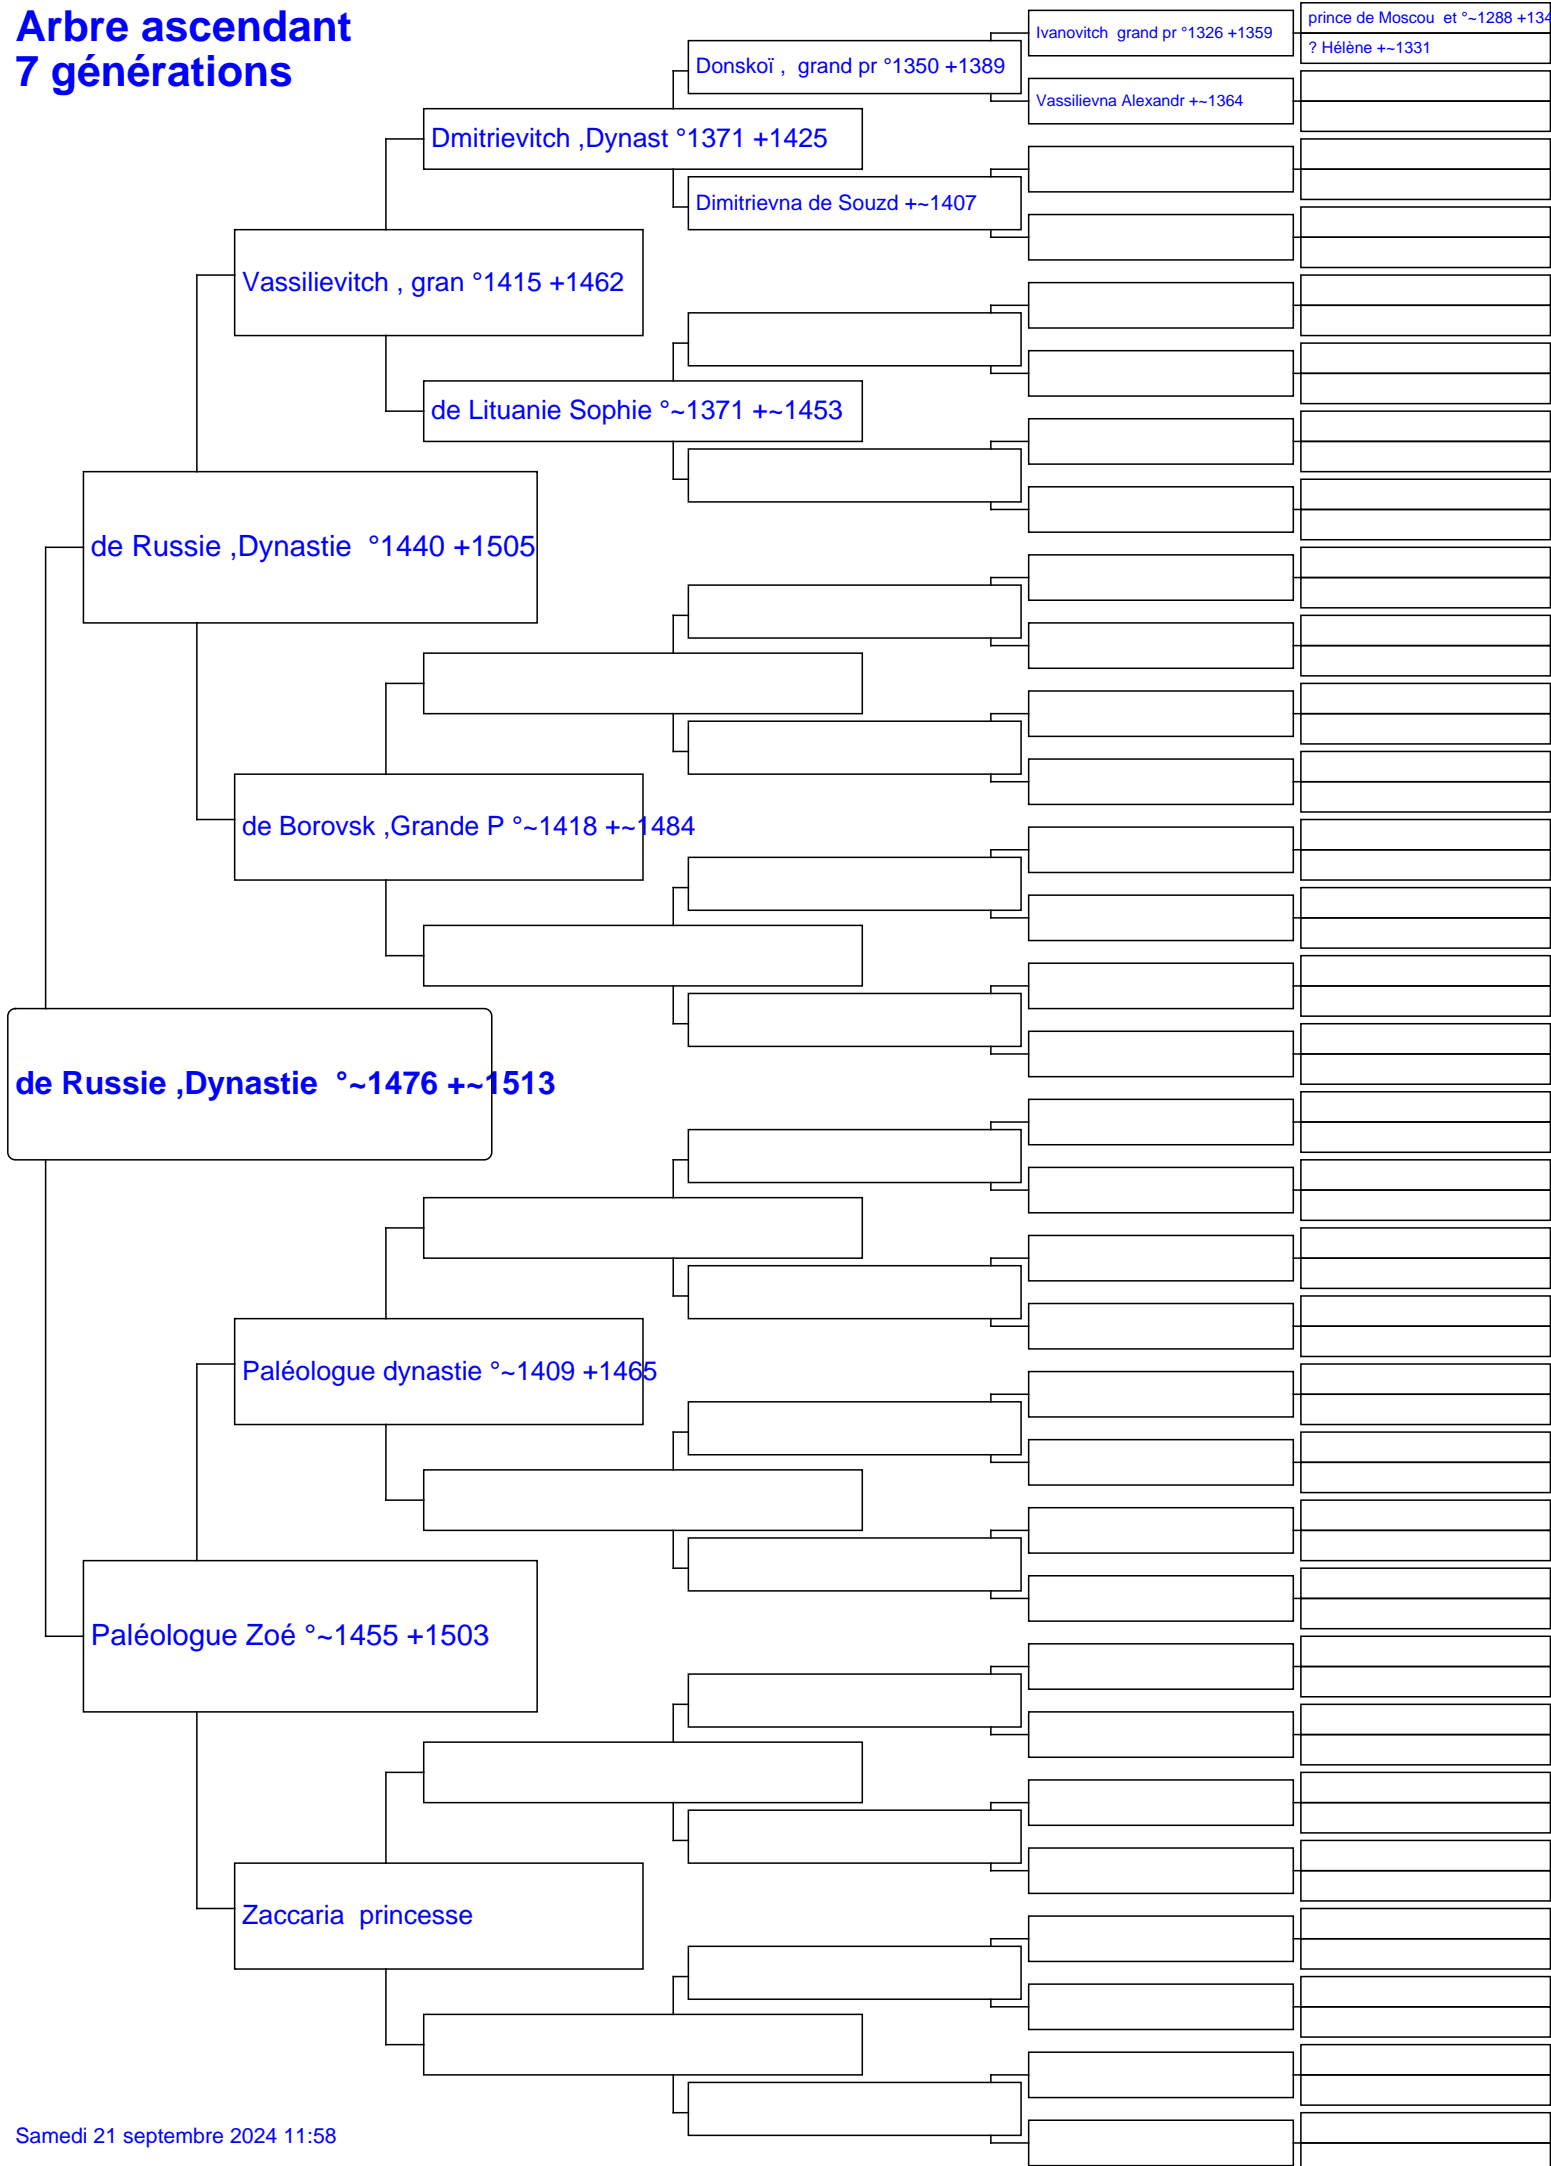 Arbre ascendant
7 générations
prince de Moscou et °~1288 +134
Ivanovitch grand pr °1326 +1359
? Hélène +~1331
Donskoï , grand pr °1350 +1389
Vassilievna Alexandr +~1364
Dmitrievitch ,Dynast °1371 +1425
Dimitrievna de Souzd +~1407
Vassilievitch , gran °1415 +1462
de Lituanie Sophie °~1371 +~1453
de Russie ,Dynastie °1440 +1505
de Borovsk ,Grande P °~1418 +~1484
de Russie ,Dynastie °~1476 +~1513
Paléologue dynastie °~1409 +1465
Paléologue Zoé °~1455 +1503
Zaccaria princesse
Samedi 21 septembre 2024 11:58